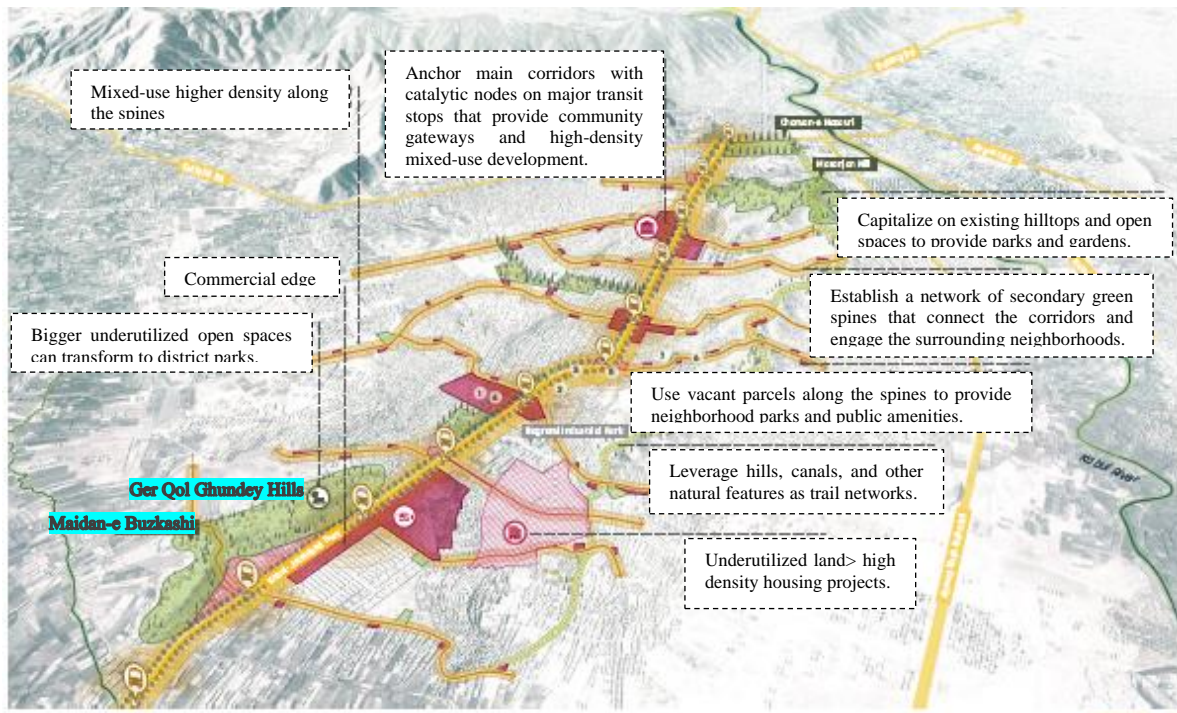 Mixed-use higher density along
the spines
Anchor main corridors with
catalytic nodes on major transit
stops that provide community
gateways and high-density
mixed-use development.
Capitalize on existing hilltops and open
spaces to provide parks and gardens.
Commercial edge
Establish a network of secondary green
spines that connect the corridors and
engage the surrounding neighborhoods.
Bigger underutilized open spaces
can transform to district parks.
Use vacant parcels along the spines to provide
neighborhood parks and public amenities.
Leverage hills, canals, and other
natural features as trail networks.
Ger Qol Ghundey Hills
Maidan-e Buzkashi
Underutilized land> high
density housing projects.